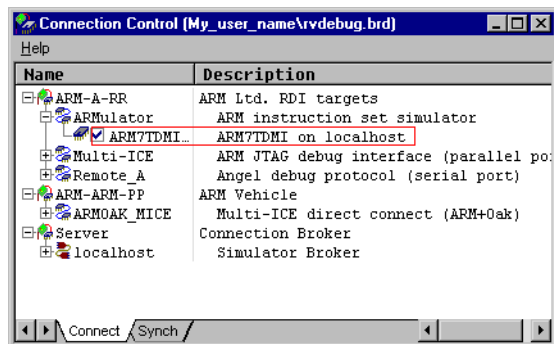 Connection Control (My_user_name\rvdebug.brd)
Help
Name Description
ARM-A-RR ARM Ltd. RDI targets
ARMulator ARM instruction set simulator
ARM7TDMI... ARM7TDMI on localhost
Multi-ICE ARM JTAG debug interface (parallel po
Remote_A Angel debug protocol (serial port)
ARM-ARM-PP ARM Vehicle
ARMOAK_MICE Multi-ICE direct connect (ARM+Oak)
Server Connection Broker
localhost Simulator Broker
Connect Synch